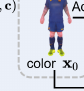 , c)
color x₀